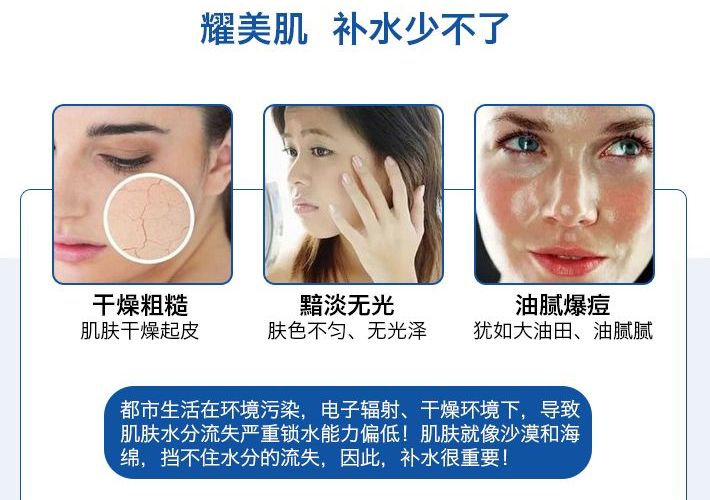 耀美肌 补水少不了
干燥粗糙 黯淡无光 油腻爆痘
肌肤干燥起皮 肤色不匀、无光泽 犹如大油田、油腻腻
都市生活在环境污染，电子辐射、干燥环境下，导致
肌肤水分流失严重锁水能力偏低！肌肤就像沙漠和海
绵，挡不住水分的流失，因此，补水很重要！